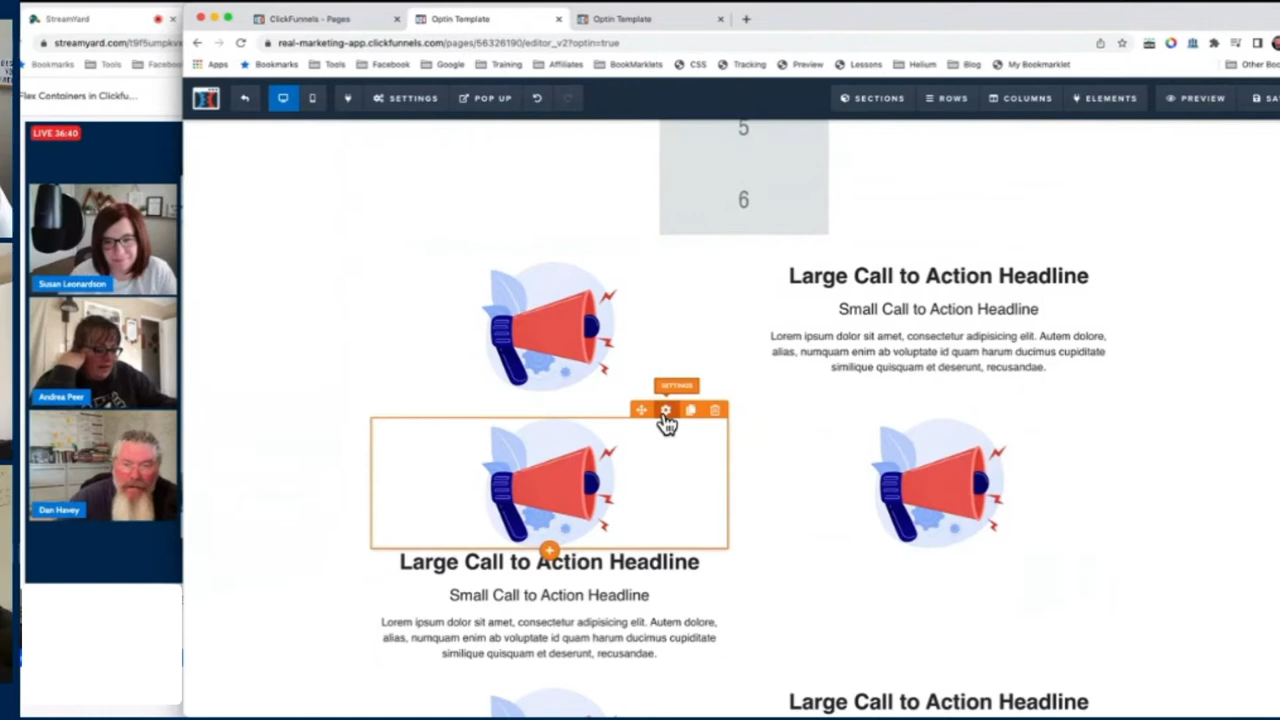 StreamYard
ClickFunnels - Pages
Optin Template
Optin Template
streamyard.com/t9f5umpkvx
real-marketing-app.clickfunnels.com/pages/56326190/editor_v2?optin=true
Bookmarks
Tools
Facebook
Apps
Bookmarks
Tools
Facebook
Google
Training
Affiliates
BookMarklets
CSS
Tracking
Preview
Lessons
Helium
Blog
My Bookmarklet
Other Boo
Flex Containers in Clickfu...
SETTINGS
POP UP
SECTIONS
ROWS
COLUMNS
ELEMENTS
PREVIEW
SA
LIVE 36:40
5
6
Susan Leonardson
Andrea Peer
Dan Havey
Large Call to Action Headline
Small Call to Action Headline
Lorem ipsum dolor sit amet, consectetur adipisicing elit. Autem dolore,
alias, numquam enim ab voluptate id quam harum ducimus cupiditate
similique quisquam et deserunt, recusandae.
SETTINGS
Large Call to Action Headline
Small Call to Action Headline
Lorem ipsum dolor sit amet, consectetur adipisicing elit. Autem dolore,
alias, numquam enim ab voluptate id quam harum ducimus cupiditate
similique quisquam et deserunt, recusandae.
Large Call to Action Headline